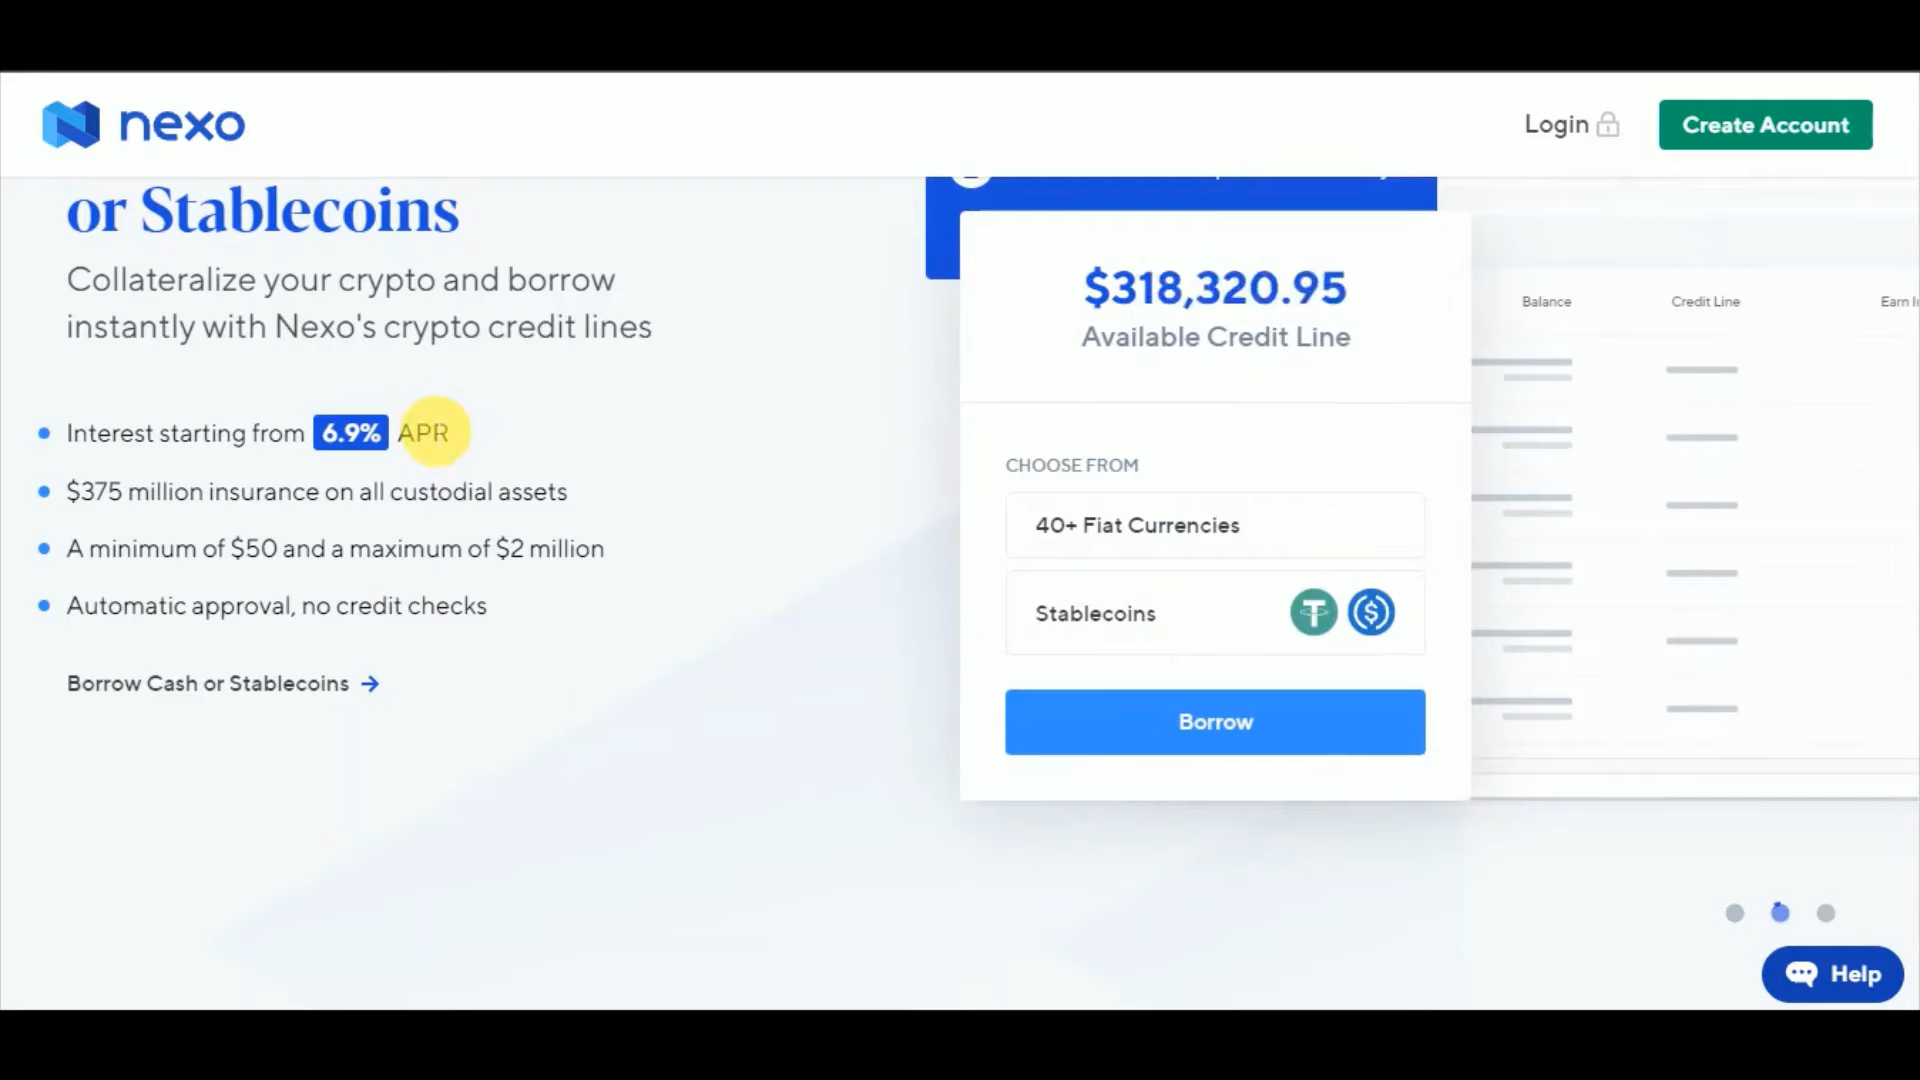 nexo
Login
Create Account
or Stablecoins
Collateralize your crypto and borrow
instantly with Nexo's crypto credit lines
Interest starting from 6.9% APR
$375 million insurance on all custodial assets
A minimum of $50 and a maximum of $2 million
Automatic approval, no credit checks
Borrow Cash or Stablecoins
$318,320.95
Available Credit Line
CHOOSE FROM
40+ Fiat Currencies
Stablecoins
Borrow
Balance
Credit Line
Earn
Help